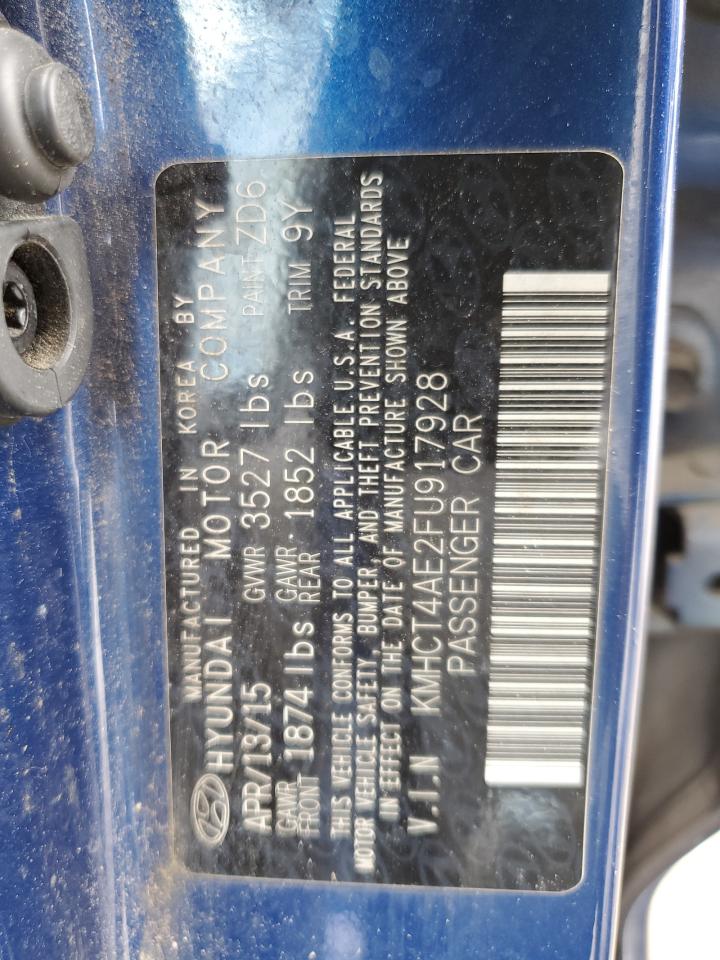 MANUFACTURED IN KOREA BY
HYUNDAI MOTOR COMPANY
APR/13/15 GVWR 3527 lbs PAINT ZD6
GAWR FRONT 1874 lbs GAWR REAR 1852 lbs TRIM 9Y
THIS VEHICLE CONFORMS TO ALL APPLICABLE U.S.A. FEDERAL
MOTOR VEHICLE SAFETY, BUMPER, AND THEFT PREVENTION STANDARDS
IN EFFECT ON THE DATE OF MANUFACTURE SHOWN ABOVE
V.I.N KMHCT4AE2FU917928
PASSENGER CAR